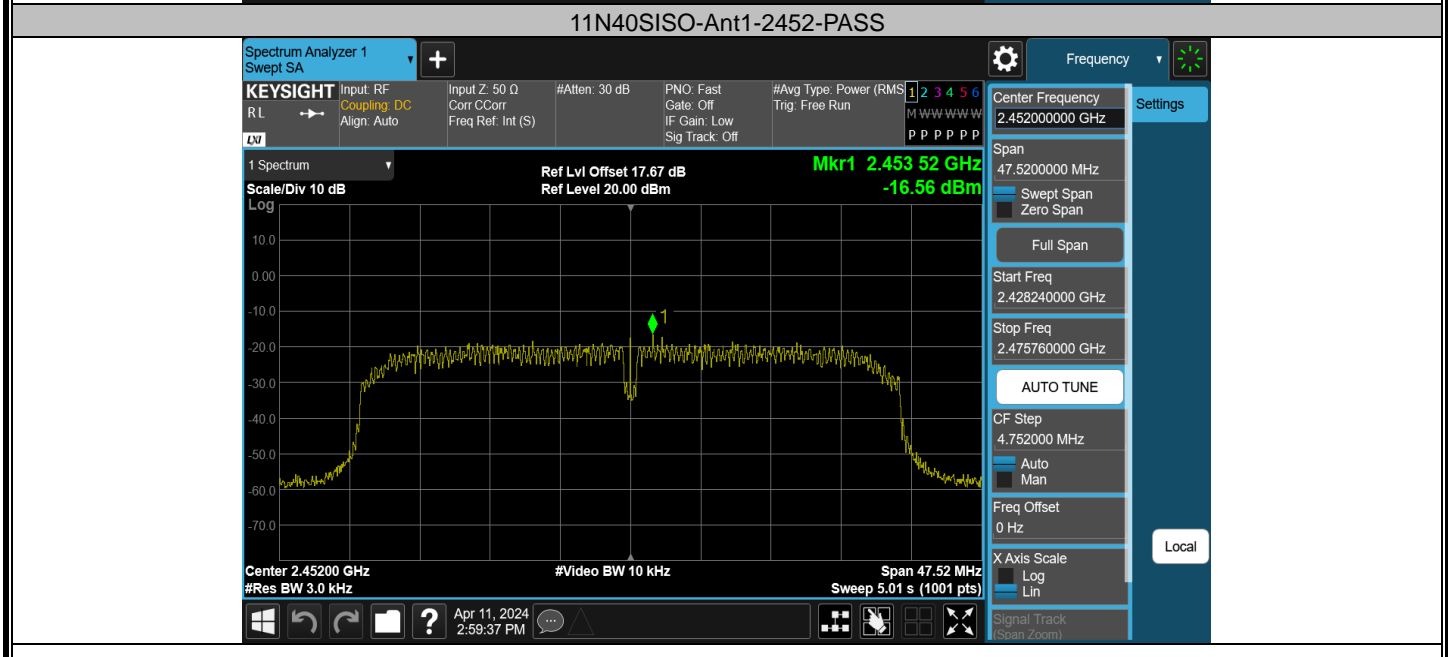 11N40SISO-Ant1-2452-PASS
Spectrum Analyzer 1
Swept SA
+
Frequency
KEYSIGHT
RL
LXI
Input: RF
Coupling: DC
Align: Auto
Input Z: 50 Ω
Corr CCorr
Freq Ref: Int (S)
#Atten: 30 dB
PNO: Fast
Gate: Off
IF Gain: Low
Sig Track: Off
#Avg Type: Power (RMS
Trig: Free Run
1 2 3 4 5 6
M W W W W W
P P P P P P
1 Spectrum
Scale/Div 10 dB
Log
Ref Lvl Offset 17.67 dB
Ref Level 20.00 dBm
Mkr1 2.453 52 GHz
-16.56 dBm
10.0
0.00
-10.0
-20.0
-30.0
-40.0
-50.0
-60.0
-70.0
1
Center 2.45200 GHz
#Res BW 3.0 kHz
#Video BW 10 kHz
Span 47.52 MHz
Sweep 5.01 s (1001 pts)
Center Frequency
2.452000000 GHz
Span
47.5200000 MHz
Swept Span
Zero Span
Full Span
Start Freq
2.428240000 GHz
Stop Freq
2.475760000 GHz
AUTO TUNE
CF Step
4.752000 MHz
Auto
Man
Freq Offset
0 Hz
X Axis Scale
Log
Lin
Signal Track
(Span Zoom)
Settings
Local
?
Apr 11, 2024
2:59:37 PM